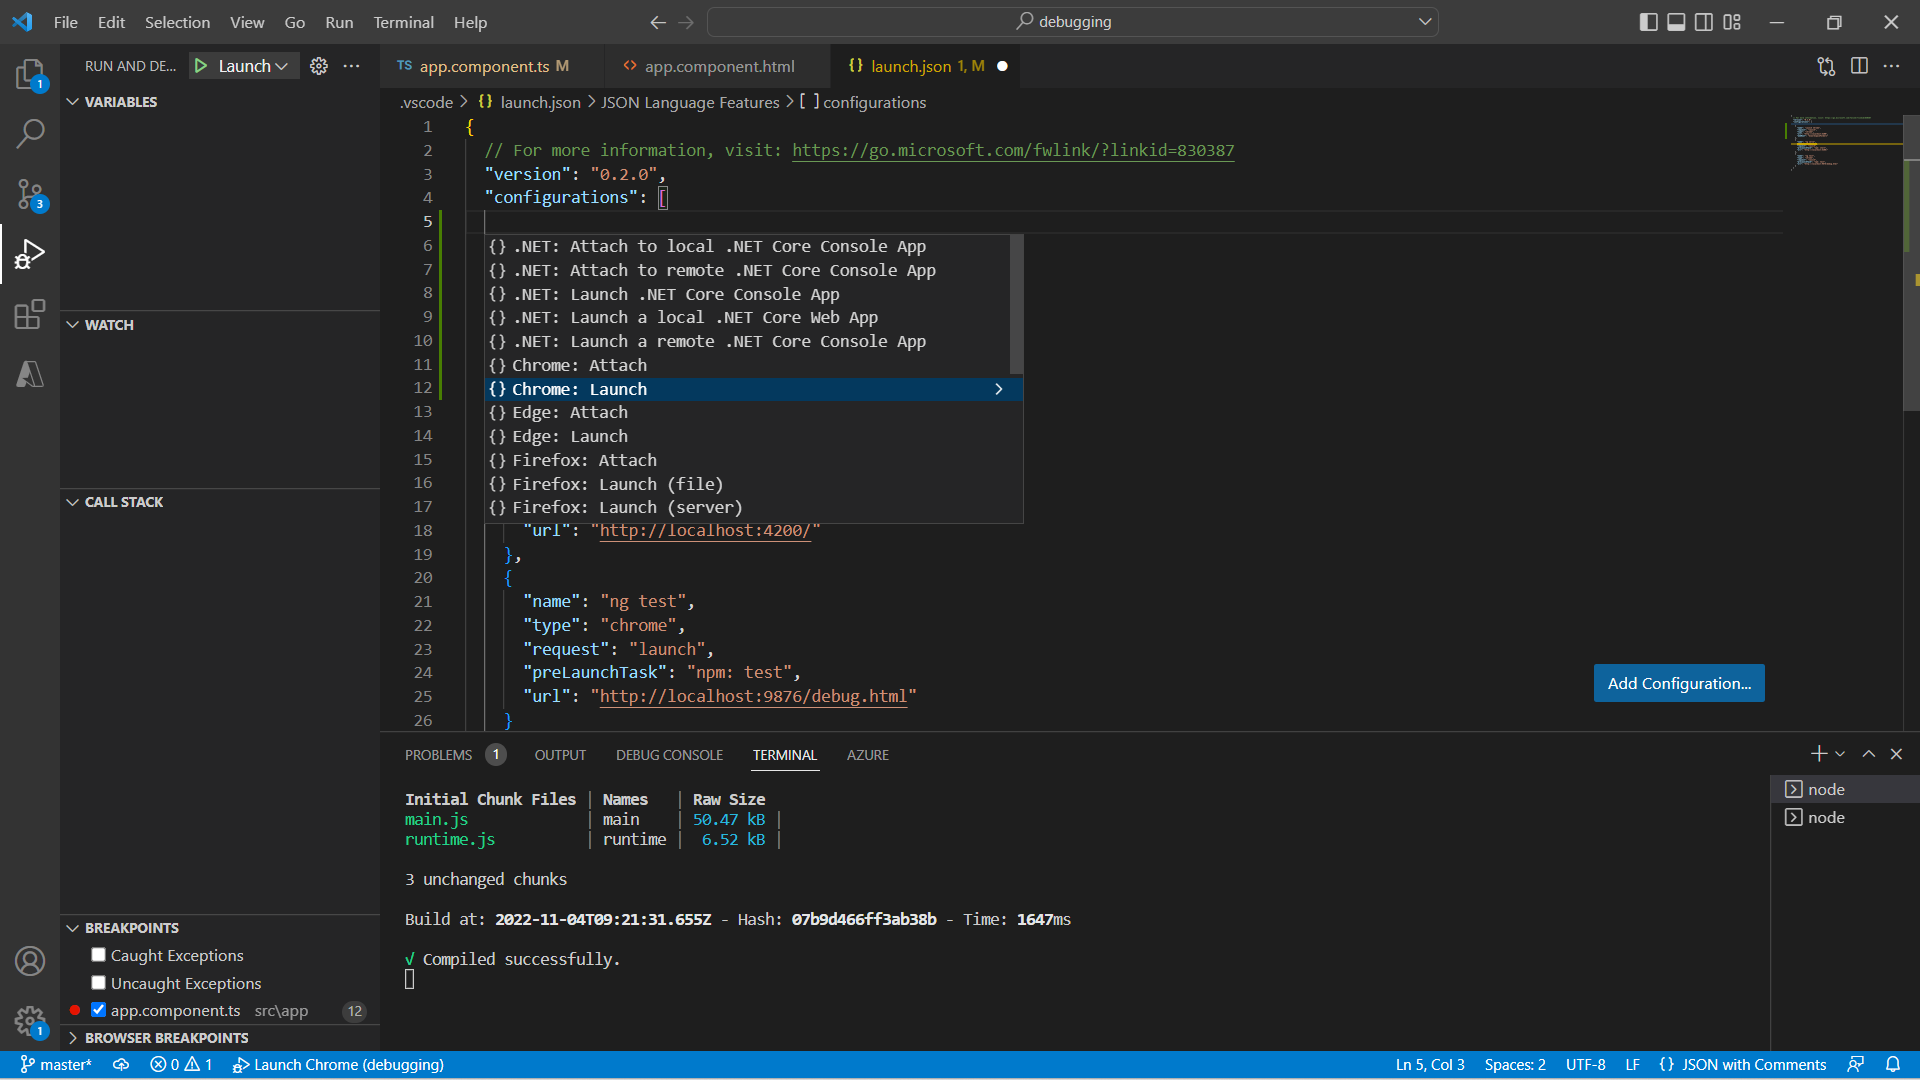 File Edit Selection View Go Run Terminal Help
debugging
RUN AND DE...
Launch
TS app.component.ts M
<> app.component.html
{} launch.json 1, M
.vscode > {} launch.json > JSON Language Features > [ ] configurations
VARIABLES
WATCH
CALL STACK
BREAKPOINTS
Caught Exceptions
Uncaught Exceptions
app.component.ts src\app 12
BROWSER BREAKPOINTS
1
3
1
1 {
2 // For more information, visit: https://go.microsoft.com/fwlink/?linkid=830387
3 "version": "0.2.0",
4 "configurations": [
5
6 {} .NET: Attach to local .NET Core Console App
7 {} .NET: Attach to remote .NET Core Console App
8 {} .NET: Launch .NET Core Console App
9 {} .NET: Launch a local .NET Core Web App
10 {} .NET: Launch a remote .NET Core Console App
11 {} Chrome: Attach
12 {} Chrome: Launch
13 {} Edge: Attach
14 {} Edge: Launch
15 {} Firefox: Attach
16 {} Firefox: Launch (file)
17 {} Firefox: Launch (server)
18 "url": "http://localhost:4200/"
19 },
20 {
21 "name": "ng test",
22 "type": "chrome",
23 "request": "launch",
24 "preLaunchTask": "npm: test",
25 "url": "http://localhost:9876/debug.html"
26 }
Add Configuration...
PROBLEMS 1 OUTPUT DEBUG CONSOLE TERMINAL AZURE
Initial Chunk Files | Names | Raw Size
main.js | main | 50.47 kB |
runtime.js | runtime | 6.52 kB |
3 unchanged chunks
Build at: 2022-11-04T09:21:31.655Z - Hash: 07b9d466ff3ab38b - Time: 1647ms
√ Compiled successfully.
node
node
master* 0 1 Launch Chrome (debugging)
Ln 5, Col 3 Spaces: 2 UTF-8 LF {} JSON with Comments